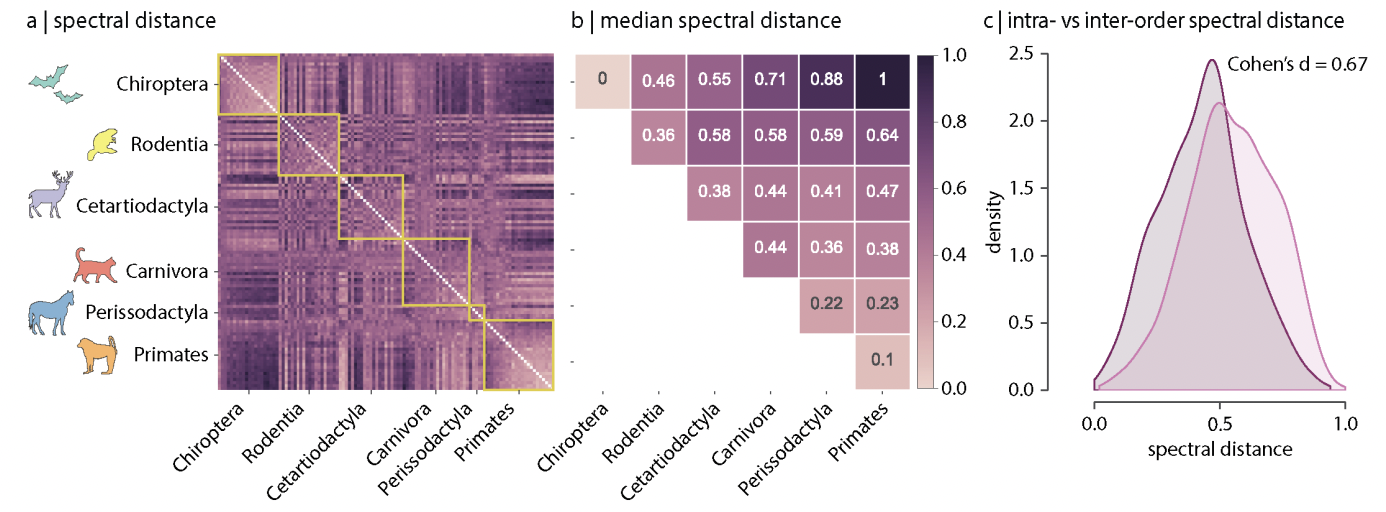 a | spectral distance
Chiroptera
Rodentia
Cetartiodactyla
Carnivora
Perissodactyla
Primates
Chiroptera
Rodentia
Cetartiodactyla
Carnivora
Perissodactyla
Primates
b | median spectral distance
0 0.46 0.55 0.71 0.88 1
0.36 0.58 0.58 0.59 0.64
0.38 0.44 0.41 0.47
0.44 0.36 0.38
0.22 0.23
0.1
Chiroptera
Rodentia
Cetartiodactyla
Carnivora
Perissodactyla
Primates
1.0
0.8
0.6
0.4
0.2
0.0
c | intra- vs inter-order spectral distance
Cohen's d = 0.67
density
2.5
2.0
1.5
1.0
0.5
0.0
0.0 0.5 1.0
spectral distance